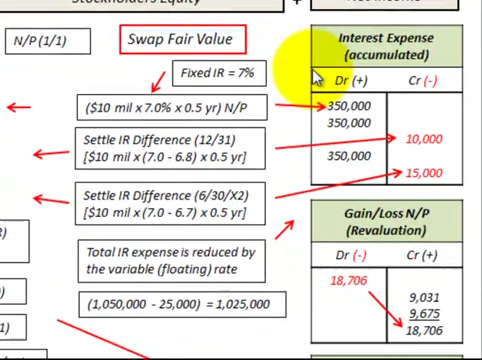 Stockholders Equity
+
Net Income
N/P (1/1)
Swap Fair Value
Fixed IR = 7%
($10 mil x 7.0% x 0.5 yr) N/P
Settle IR Difference (12/31)
[$10 mil x (7.0 - 6.8) x 0.5 yr]
Settle IR Difference (6/30/X2)
[$10 mil x (7.0 - 6.7) x 0.5 yr]
Total IR expense is reduced by
the variable (floating) rate
(1,050,000 - 25,000) = 1,025,000
Interest Expense
(accumulated)
Dr (+) Cr (-)
350,000
350,000
10,000
350,000
15,000
Gain/Loss N/P
(Revaluation)
Dr (-) Cr (+)
18,706
9,031
9,675
18,706
R)
)
1)